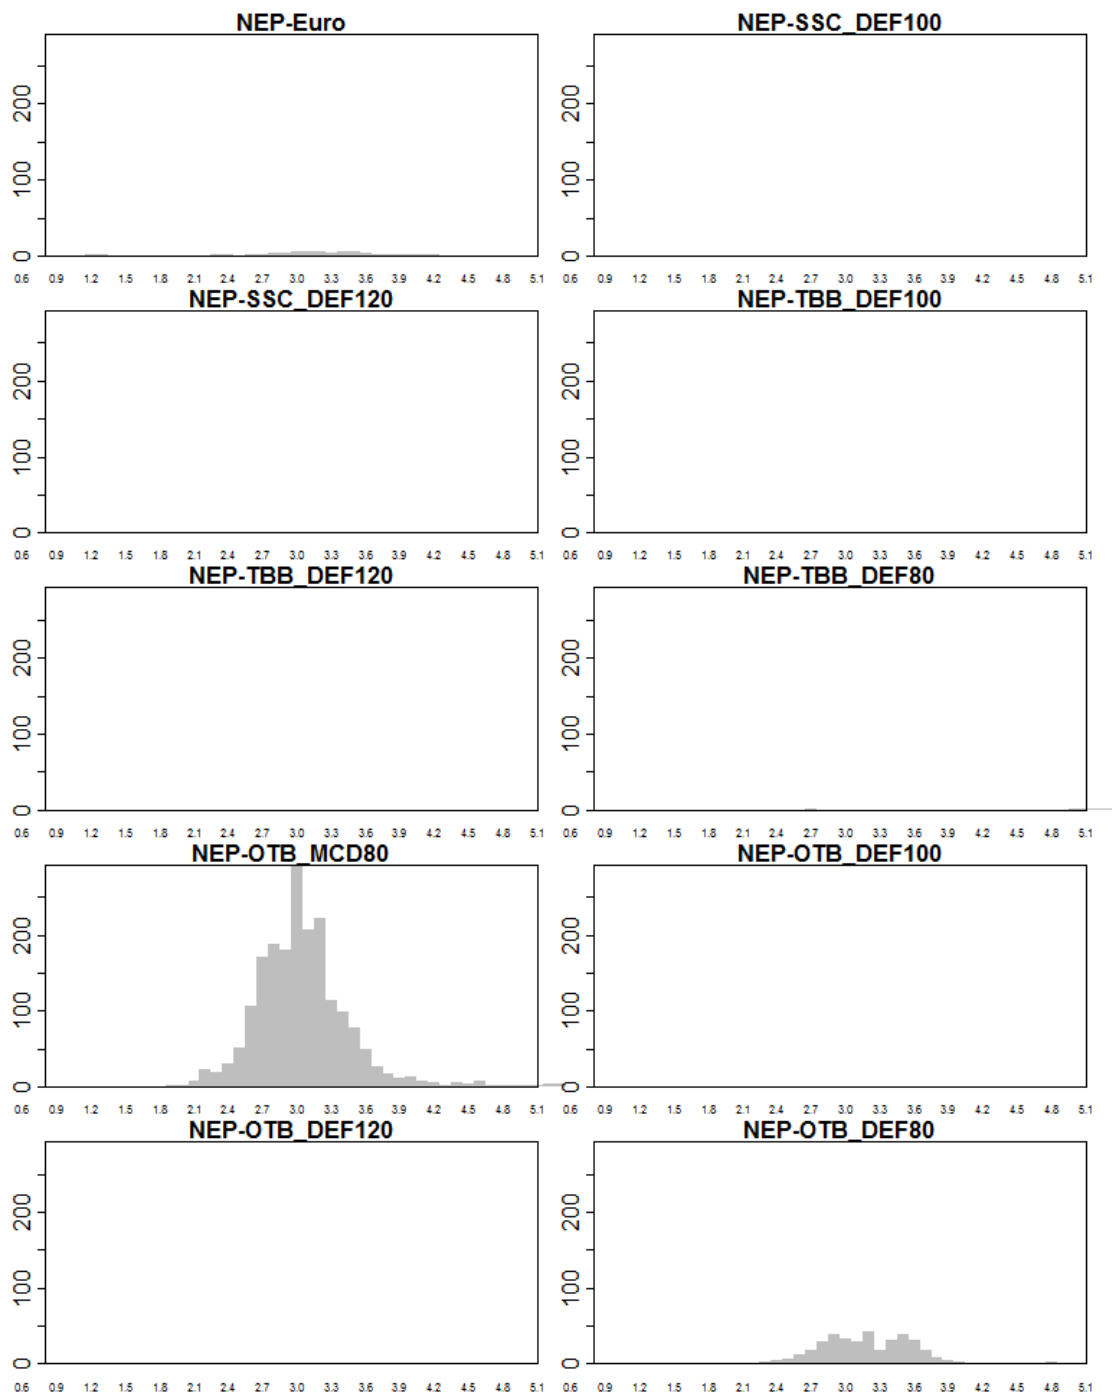 NEP-Euro NEP-SSC_DEF100
200 200
100 100
0 0
0.6 0.9 1.2 1.5 1.8 2.1 2.4 2.7 3.0 3.3 3.6 3.9 4.2 4.5 4.8 5.1 0.6 0.9 1.2 1.5 1.8 2.1 2.4 2.7 3.0 3.3 3.6 3.9 4.2 4.5 4.8 5.1
NEP-SSC_DEF120 NEP-TBB_DEF100
200 200
100 100
0 0
0.6 0.9 1.2 1.5 1.8 2.1 2.4 2.7 3.0 3.3 3.6 3.9 4.2 4.5 4.8 5.1 0.6 0.9 1.2 1.5 1.8 2.1 2.4 2.7 3.0 3.3 3.6 3.9 4.2 4.5 4.8 5.1
NEP-TBB_DEF120 NEP-TBB_DEF80
200 200
100 100
0 0
0.6 0.9 1.2 1.5 1.8 2.1 2.4 2.7 3.0 3.3 3.6 3.9 4.2 4.5 4.8 5.1 0.6 0.9 1.2 1.5 1.8 2.1 2.4 2.7 3.0 3.3 3.6 3.9 4.2 4.5 4.8 5.1
NEP-OTB_MCD80 NEP-OTB_DEF100
200 200
100 100
0 0
0.6 0.9 1.2 1.5 1.8 2.1 2.4 2.7 3.0 3.3 3.6 3.9 4.2 4.5 4.8 5.1 0.6 0.9 1.2 1.5 1.8 2.1 2.4 2.7 3.0 3.3 3.6 3.9 4.2 4.5 4.8 5.1
NEP-OTB_DEF120 NEP-OTB_DEF80
200 200
100 100
0 0
0.6 0.9 1.2 1.5 1.8 2.1 2.4 2.7 3.0 3.3 3.6 3.9 4.2 4.5 4.8 5.1 0.6 0.9 1.2 1.5 1.8 2.1 2.4 2.7 3.0 3.3 3.6 3.9 4.2 4.5 4.8 5.1